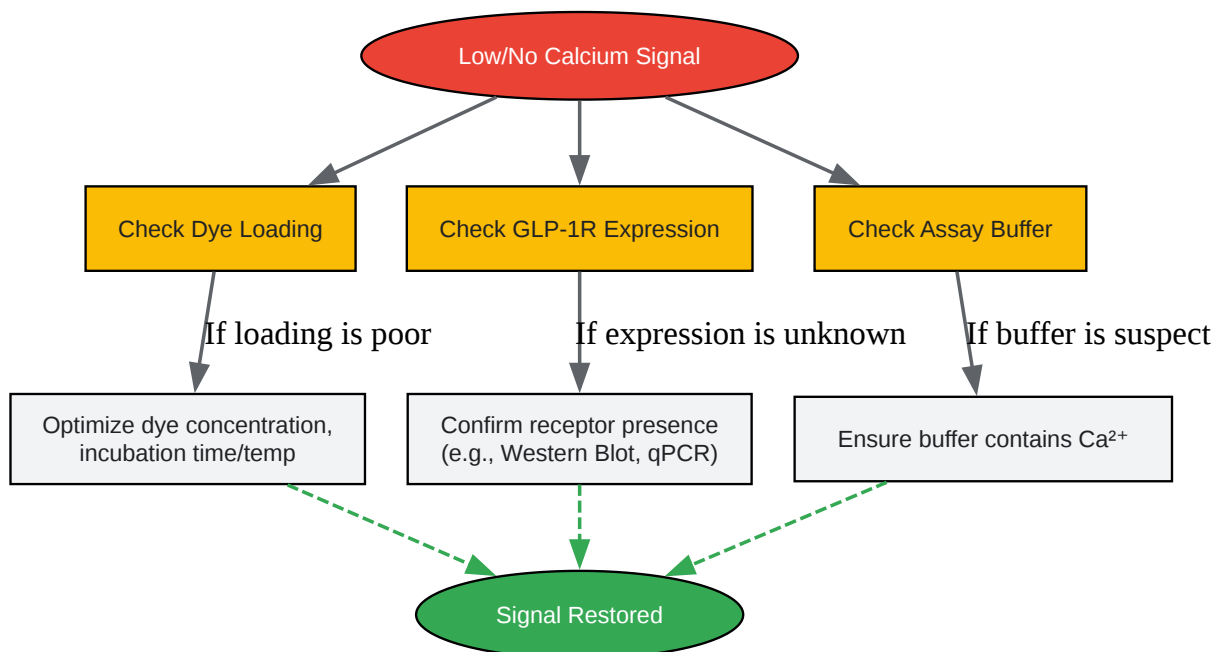 Low/No Calcium Signal
Check Dye Loading
Check GLP-1R Expression
Check Assay Buffer
If loading is poor
If expression is unknown
If buffer is suspect
Optimize dye concentration,
incubation time/temp
Confirm receptor presence
(e.g., Western Blot, qPCR)
Ensure buffer contains Ca²⁺
Signal Restored